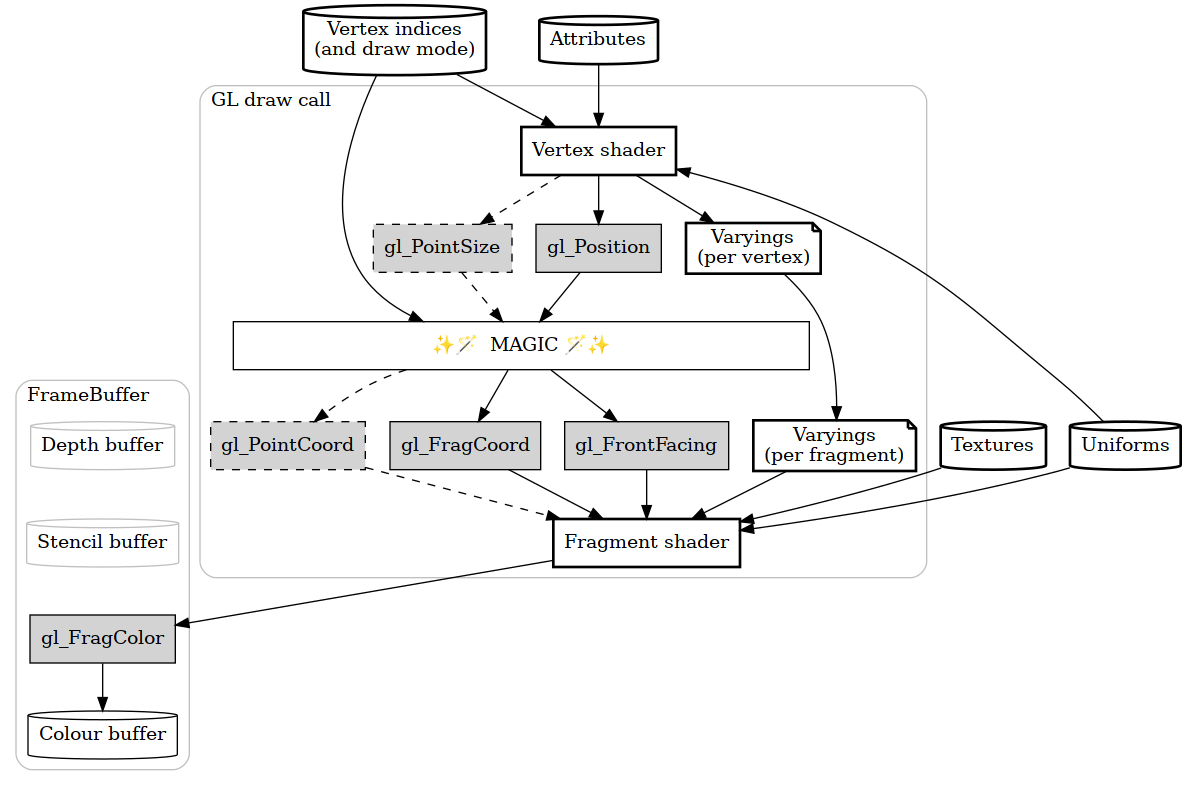 Vertex indices
(and draw mode)
Attributes
GL draw call
Vertex shader
gl_PointSize
gl_Position
Varyings
(per vertex)
✨🪄 MAGIC 🪄✨
FrameBuffer
Depth buffer
gl_PointCoord
gl_FragCoord
gl_FrontFacing
Varyings
(per fragment)
Textures
Uniforms
Stencil buffer
Fragment shader
gl_FragColor
Colour buffer